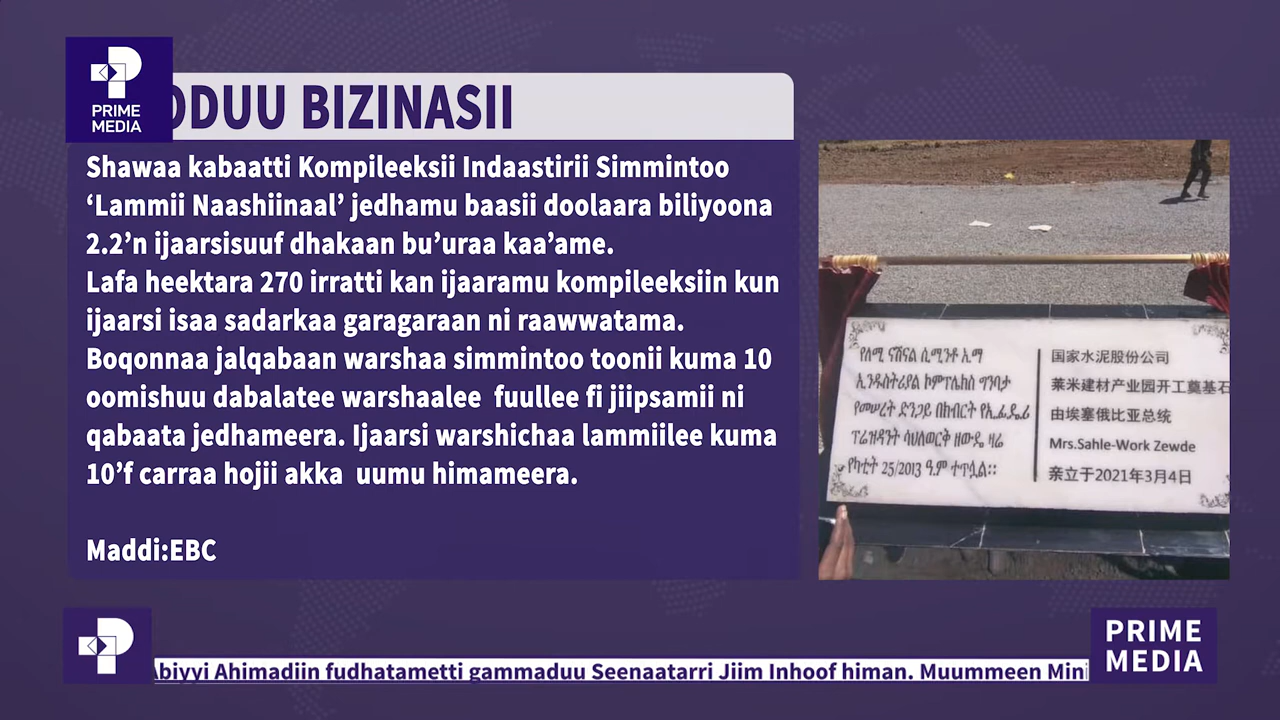 PRIME
MEDIA
ODUU BIZINASII
Shawaa kabaatti Kompileeksii Indaastirii Simmintoo
‘Lammii Naashiinaal’ jedhamu baasii doolaara biliyoona
2.2’n ijaarsisuuf dhakaan bu’uraa kaa’ame.
Lafa heektara 270 irratti kan ijaaramu kompileeksiin kun
ijaarsi isaa sadarkaa garagaraan ni raawwatama.
Boqonnaa jalqabaan warshaa simmintoo toonii kuma 10
oomishuu dabalatee warshaalee fuullee fi jiipsamii ni
qabaata jedhameera. Ijaarsi warshichaa lammiilee kuma
10’f carraa hojii akka uumu himameera.
Maddi:EBC
የለሚ ናሽናል ሲሚንቶ ኢማ
ኢንዱስትሪያል ኮምፕሌክስ ግንባታ
የመሠረት ድንጋይ በክብርት የኢ.ፌ.ዴ.ሪ
ፕሬዝዳንት ሳህለወርቅ ዘውዴ ዛሬ
የካቲት 25/2013 ዓ.ም ተጥሏል፡፡
国家水泥股份公司
莱米建材产业园开工奠基石
由埃塞俄比亚总统
Mrs.Sahle-Work Zewde
亲立于2021年3月4日
Abiyyi Ahimadiin fudhatametti gammaduu Seenaatarri Jiim Inhoof himan. Muummeen Mini
PRIME
MEDIA